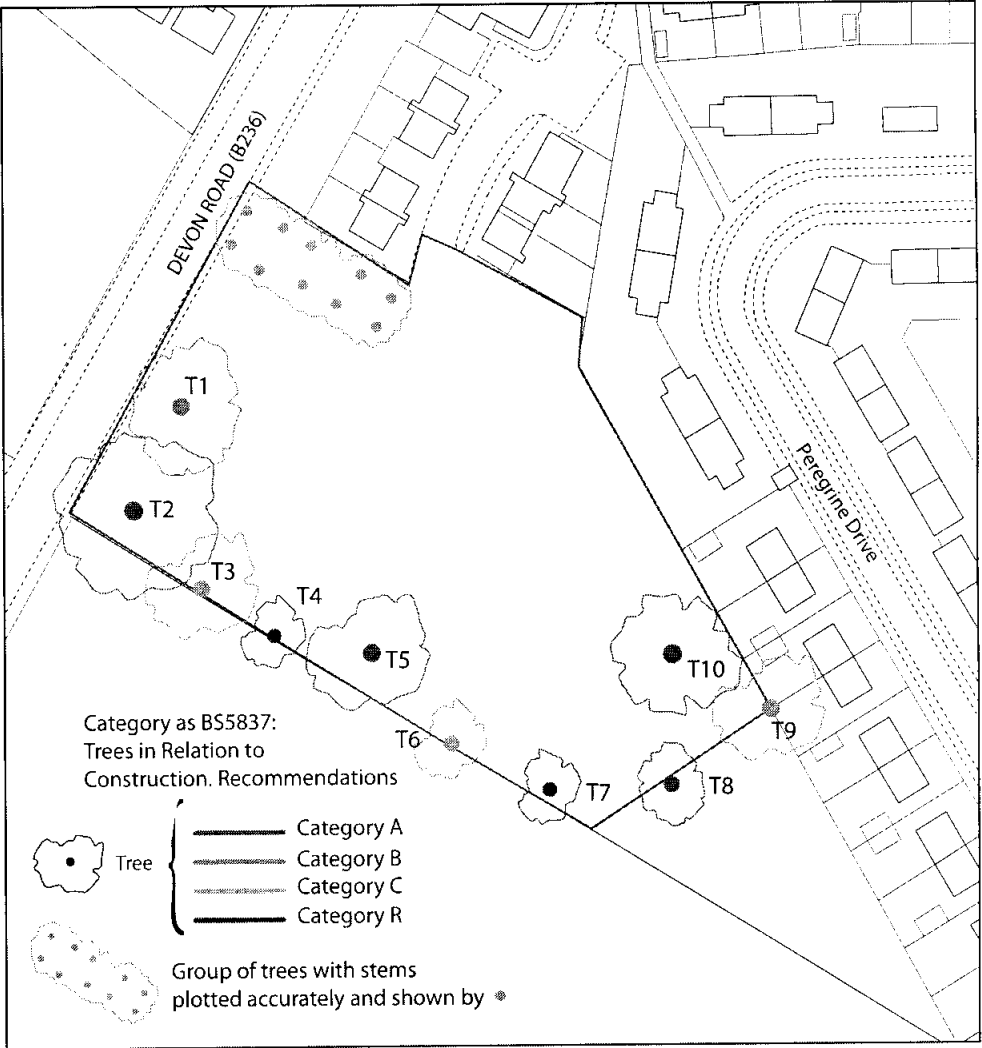 DEVON ROAD (B236)
T1
T2
T3
T4
T5
T10
Peregrine Drive
T9
T6
T7
T8
Category as BS5837:
Trees in Relation to
Construction. Recommendations
Tree
Category A
Category B
Category C
Category R
Group of trees with stems
plotted accurately and shown by